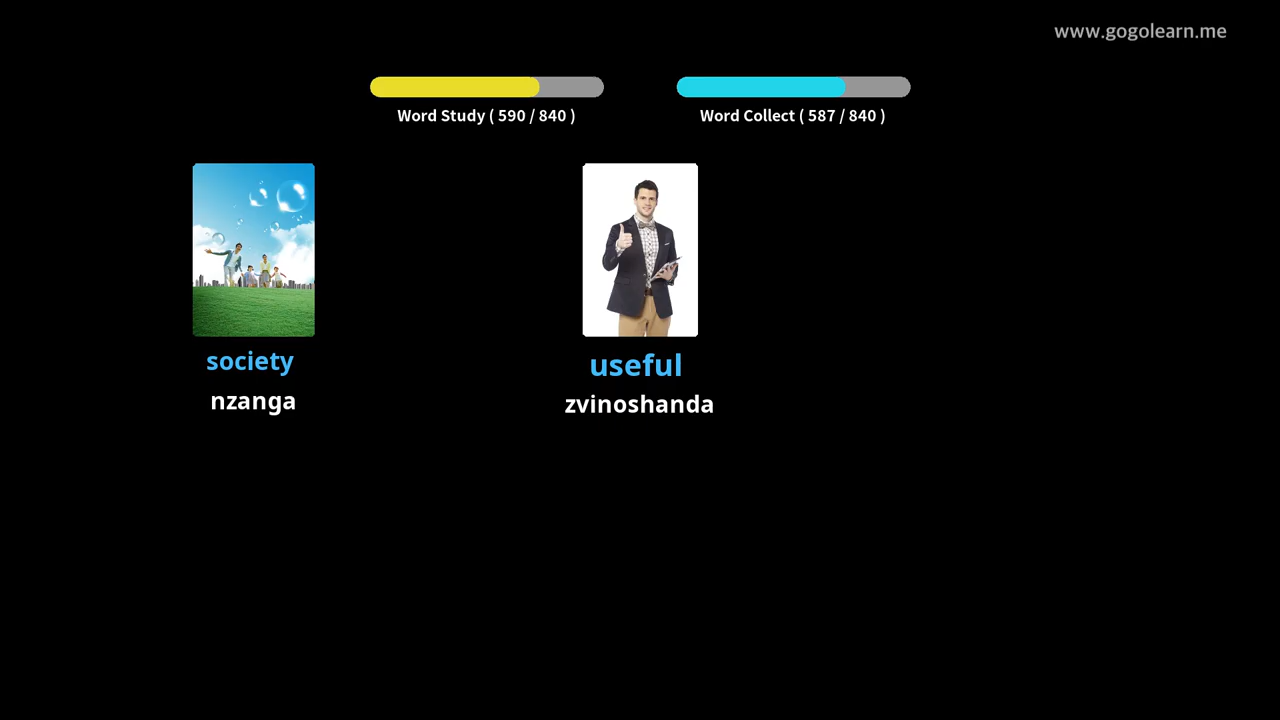 www.gogolearn.me
Word Study ( 590 / 840 )
Word Collect ( 587 / 840 )
society
nzanga
useful
zvinoshanda